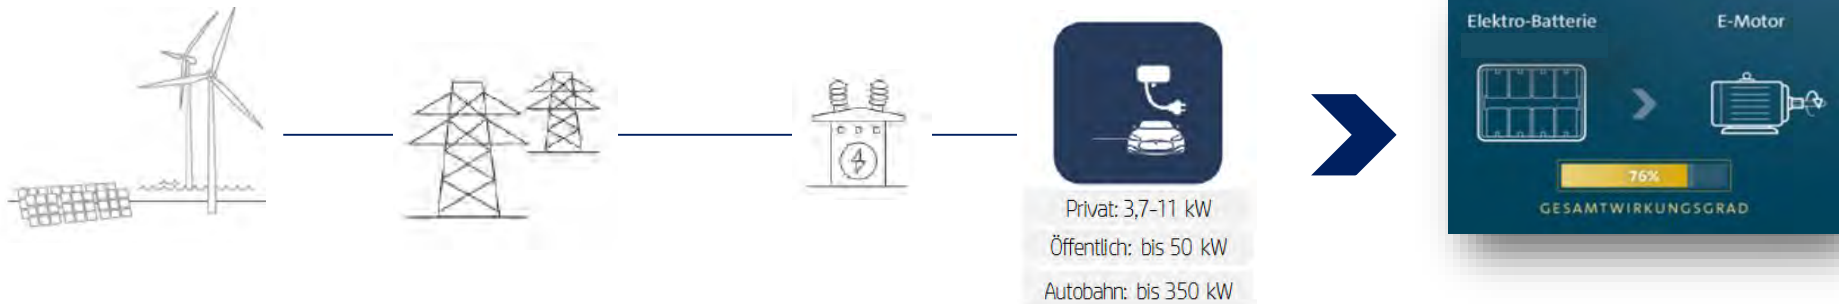 Privat: 3,7-11 kW
Öffentlich: bis 50 kW
Autobahn: bis 350 kW
Elektro-Batterie
E-Motor
76%
GESAMTWIRKUNGSGRAD